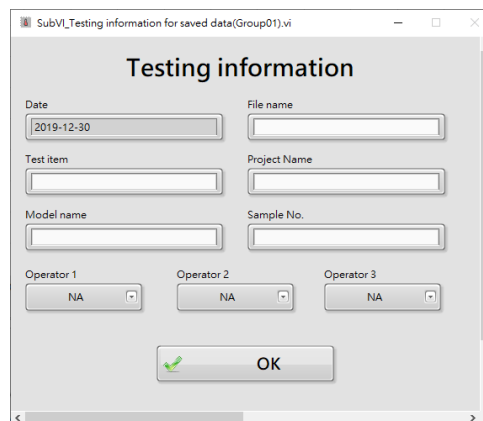 SubVI_Testing information for saved data(Group01).vi
Testing information
Date File name
2019-12-30
Test item Project Name
Model name Sample No.
Operator 1 Operator 2 Operator 3
NA NA NA
OK